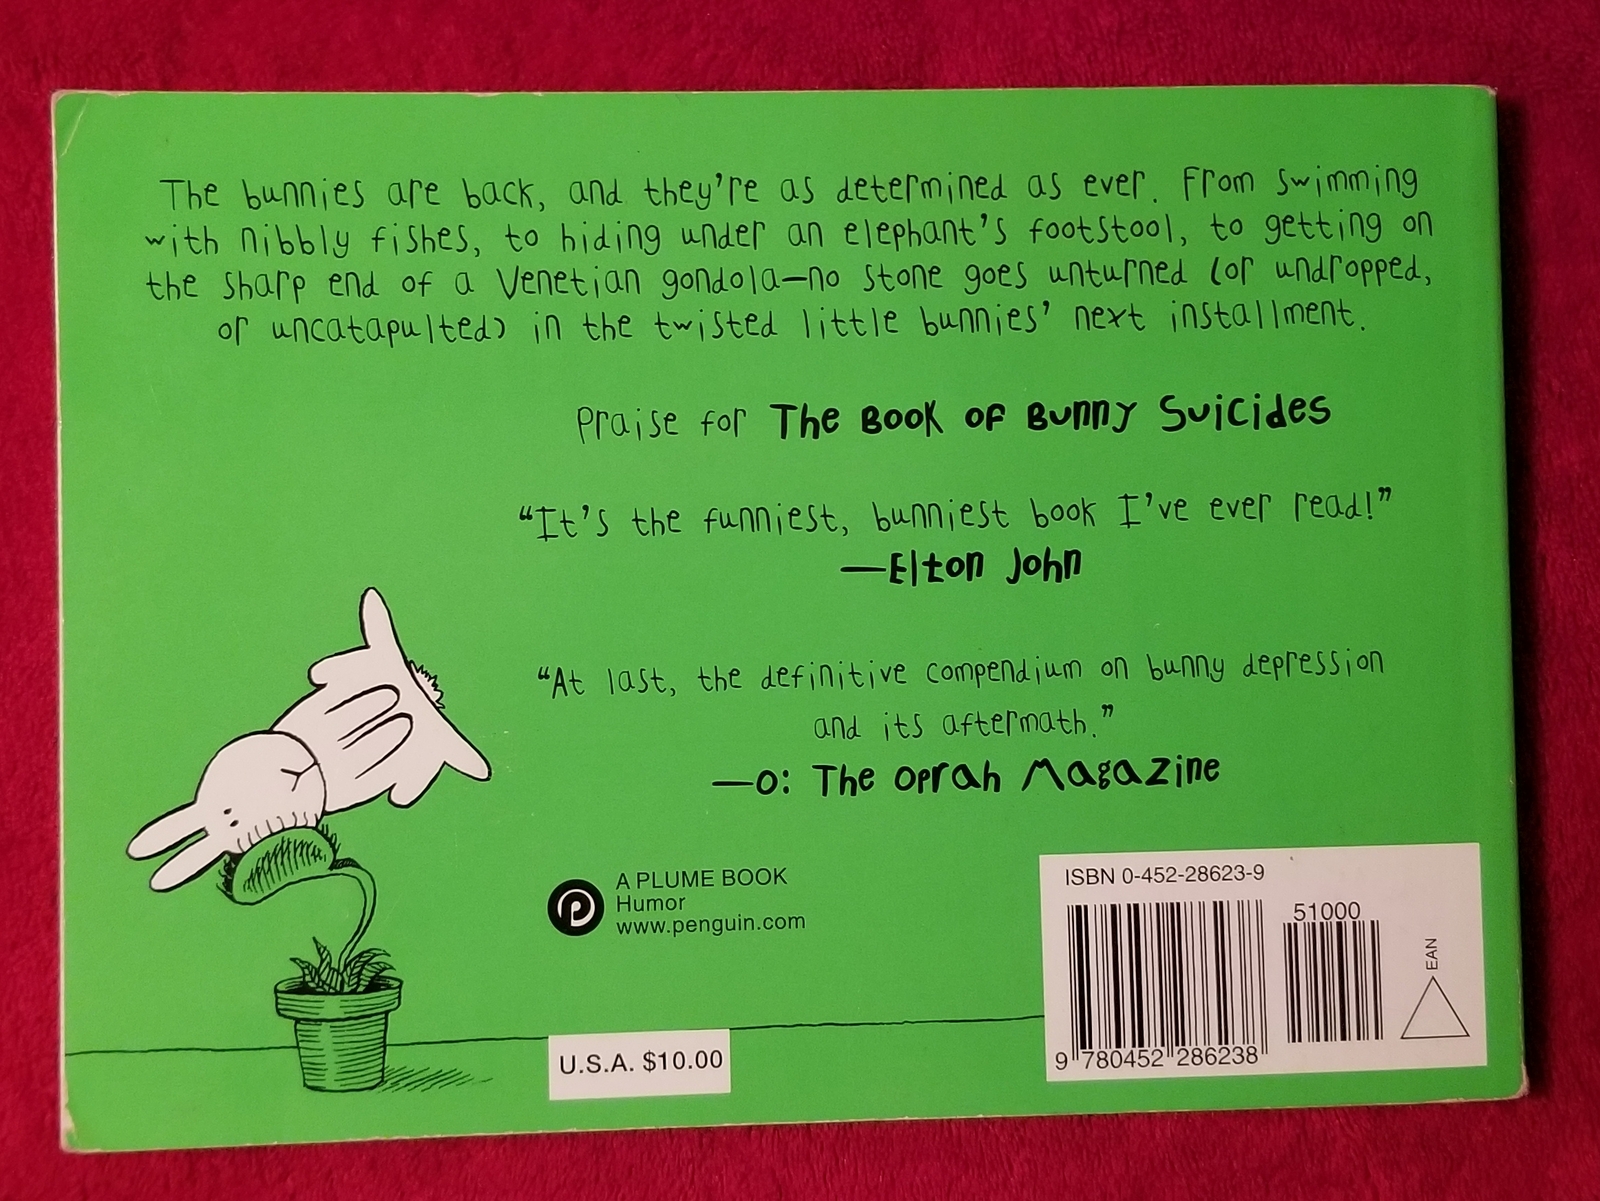 The bunnies are back, and they're as determined as ever. From swimming
with nibbly fishes, to hiding under an elephant's footstool, to getting on
the sharp end of a Venetian gondola—no stone goes unturned (or undropped,
or uncatapulted) in the twisted little bunnies' next installment.
Praise for The Book of Bunny Suicides
“It's the funniest, bunniest book I've ever read!”
—Elton John
“At last, the definitive compendium on bunny depression
and its aftermath.”
—O: The Oprah Magazine
A PLUME BOOK
Humor
www.penguin.com
U.S.A. $10.00
ISBN 0-452-28623-9
51000
EAN
9 780452 286238